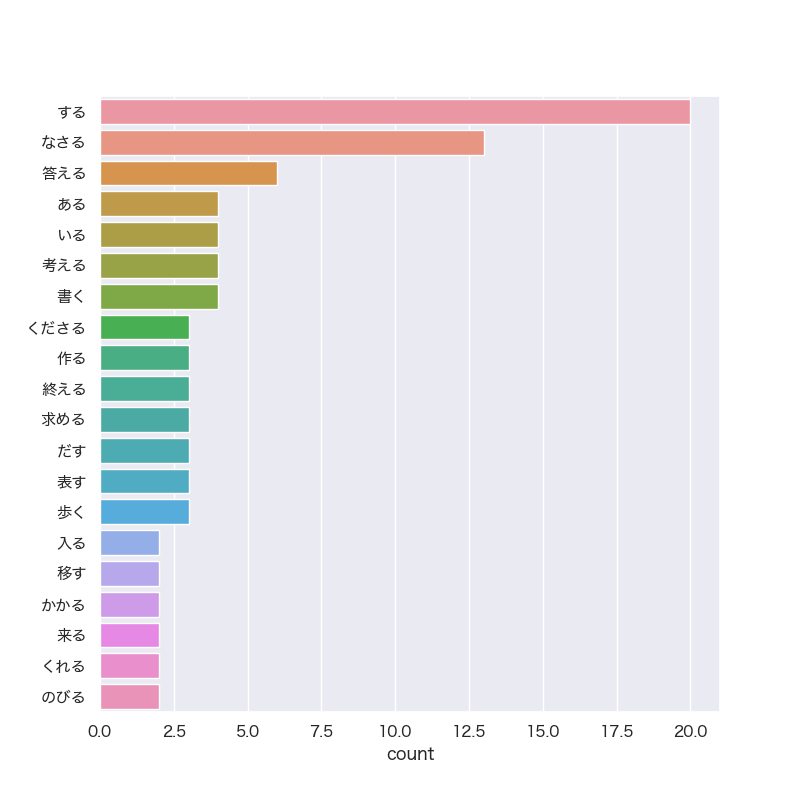 する
なさる
答える
ある
いる
考える
書く
くださる
作る
終える
求める
だす
表す
歩く
入る
移す
かかる
来る
くれる
のびる
0.0 2.5 5.0 7.5 10.0 12.5 15.0 17.5 20.0
count